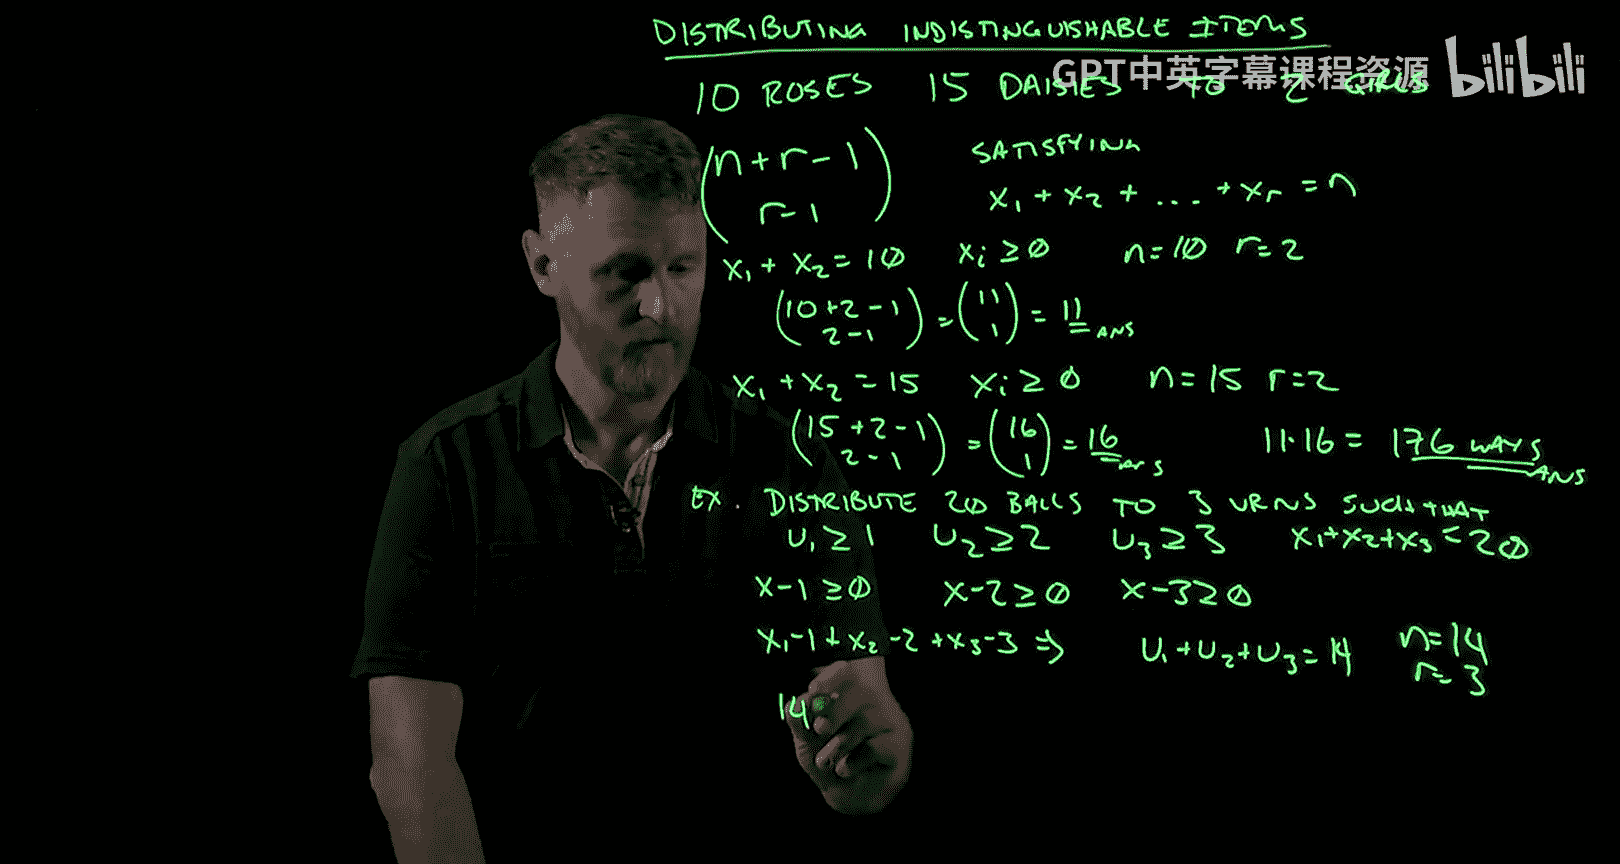 DISTRIBUTING INDISTINGUISHABLE ITEMS
GPT中英字幕课程资源 bilibili
10 ROSES 15 DAISIES TO 2 GIRLS
(n+r-1
r-1) SATISFYING
x₁ + x₂ + ... + xᵣ = n
x₁ + x₂ = 10 xᵢ ≥ 0 n=10 r=2
(10+2-1
2-1) = (11
1) = 11 ANS
x₁ + x₂ = 15 xᵢ ≥ 0 n=15 r=2
(15+2-1
2-1) = (16
1) = 16 ANS 11·16 = 176 WAYS ANS
EX. DISTRIBUTE 20 BALLS TO 3 URNS SUCH THAT
U₁ ≥ 1 U₂ ≥ 2 U₃ ≥ 3 x₁+x₂+x₃ = 20
x-1 ≥ 0 x-2 ≥ 0 x-3 ≥ 0
x₁-1 + x₂-2 + x₃-3 ⇒ U₁+U₂+U₃ = 14 n=14
r=3
14